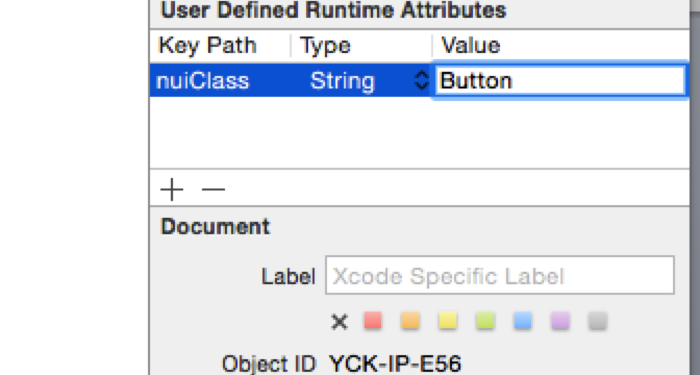 User Defined Runtime Attributes
Key Path Type Value
nuiClass String Button
+ −
Document
Label Xcode Specific Label
Object ID YCK-IP-E56